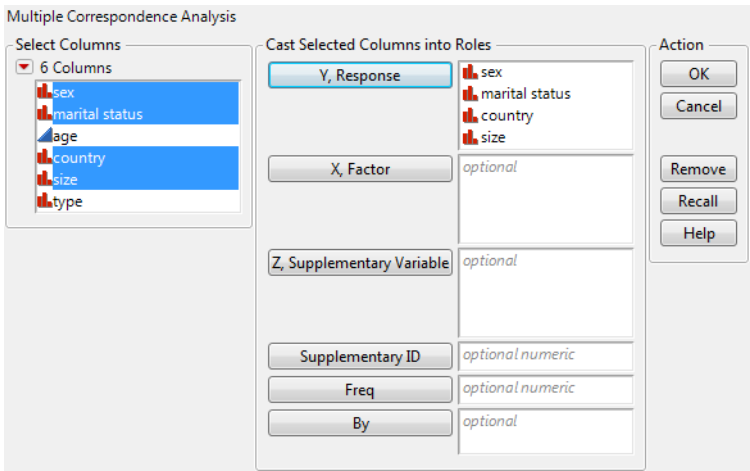 Multiple Correspondence Analysis
Select Columns
6 Columns
sex
marital status
age
country
size
type
Cast Selected Columns into Roles
Y, Response
sex
marital status
country
size
X, Factor
optional
Z, Supplementary Variable
optional
Supplementary ID
optional numeric
Freq
optional numeric
By
optional
Action
OK
Cancel
Remove
Recall
Help